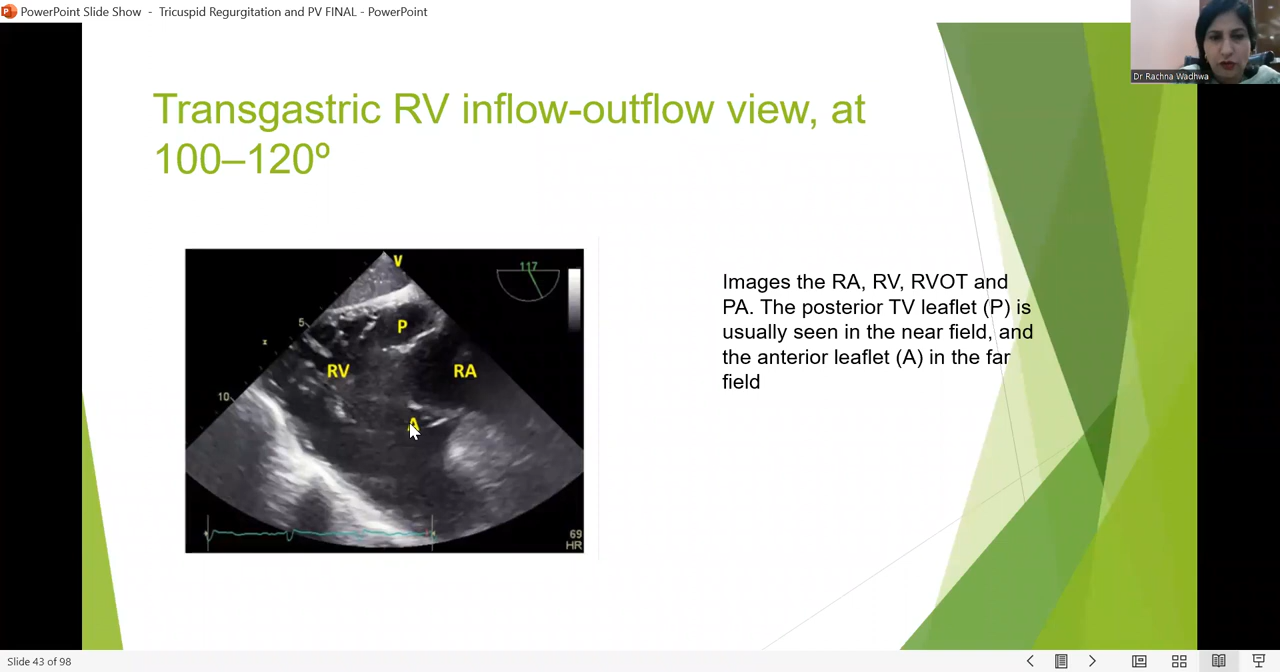 PowerPoint Slide Show - Tricuspid Regurgitation and PV FINAL - PowerPoint
Dr Rachna Wadhwa
Transgastric RV inflow-outflow view, at
100–120º
V
117
5
P
RV
RA
10
A
69
HR
Images the RA, RV, RVOT and
PA. The posterior TV leaflet (P) is
usually seen in the near field, and
the anterior leaflet (A) in the far
field
Slide 43 of 98